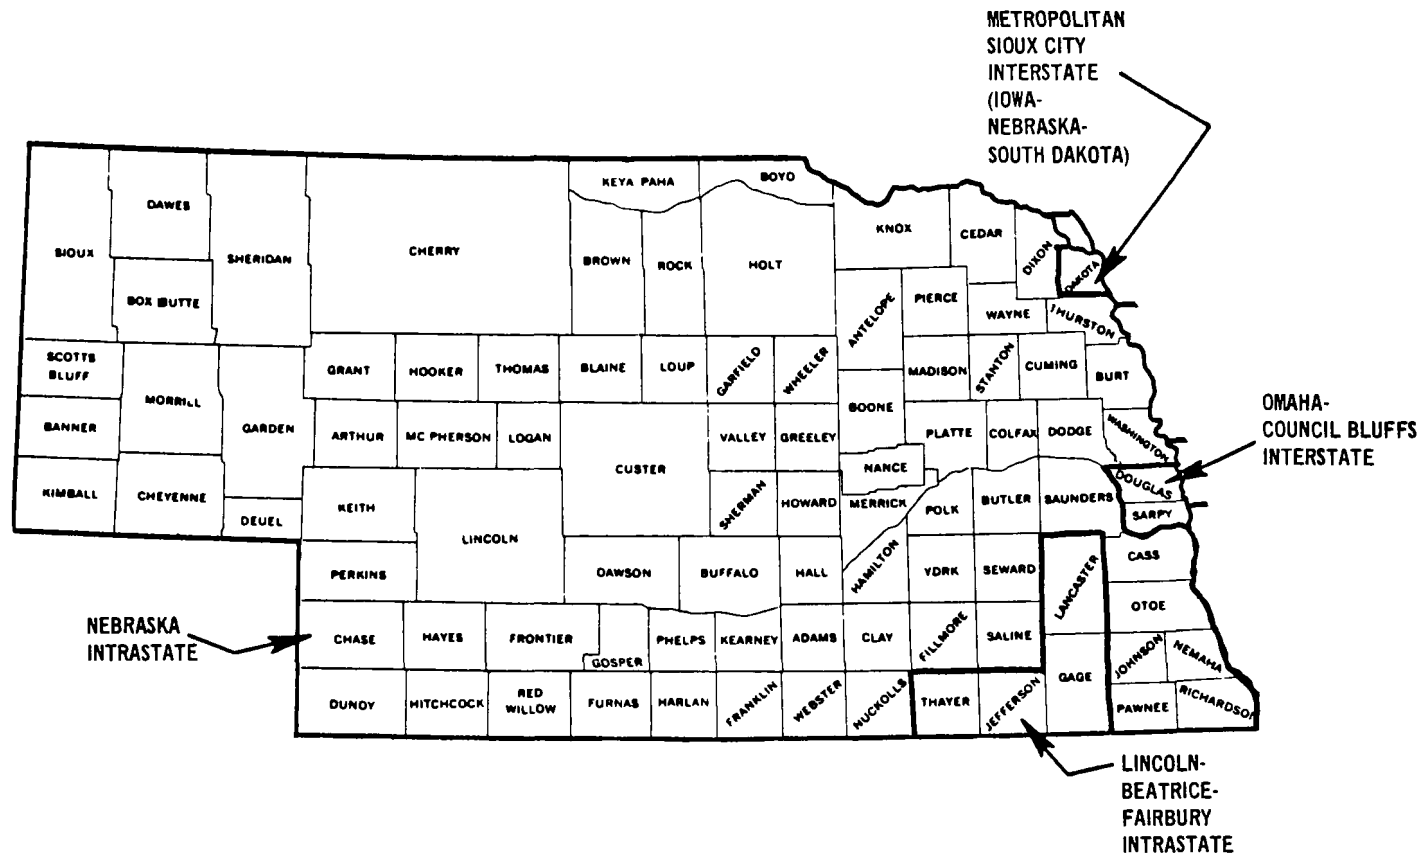 METROPOLITAN
SIOUX CITY
INTERSTATE
(IOWA-
NEBRASKA-
SOUTH DAKOTA)
KEYA PAHA
BOYD
DAWES
KNOX
CEDAR
SIOUX
SHERIDAN
CHERRY
BROWN
ROCK
HOLT
DIXON
DAKOTA
BOX BUTTE
ANTELOPE
PIERCE
WAYNE
THURSTON
SCOTTS
BLUFF
GRANT
HOOKER
THOMAS
BLAINE
LOUP
GARFIELD
WHEELER
MADISON
STANTON
CUMING
BURT
MORRILL
BOONE
OMAHA-
COUNCIL BLUFFS
INTERSTATE
BANNER
GARDEN
ARTHUR
MC PHERSON
LOGAN
VALLEY
GREELEY
PLATTE
COLFAX
DODGE
WASHINGTON
CUSTER
NANCE
KIMBALL
CHEYENNE
DEUEL
KEITH
SHERMAN
HOWARD
MERRICK
POLK
BUTLER
SAUNDERS
DOUGLAS
SARPY
LINCOLN
PERKINS
DAWSON
BUFFALO
HALL
HAMILTON
YDRK
SEWARD
LANCASTER
CASS
OTOE
NEBRASKA
INTRASTATE
CHASE
HAYES
FRONTIER
GOSPER
PHELPS
KEARNEY
ADAMS
CLAY
FILLMORE
SALINE
JOHNSON
NEMAHA
DUNDY
HITCHCOCK
RED
WILLOW
FURNAS
HARLAN
FRANKLIN
WEBSTER
NUCKOLLS
THAYER
JEFFERSON
GAGE
PAWNEE
RICHARDSON
LINCOLN-
BEATRICE-
FAIRBURY
INTRASTATE